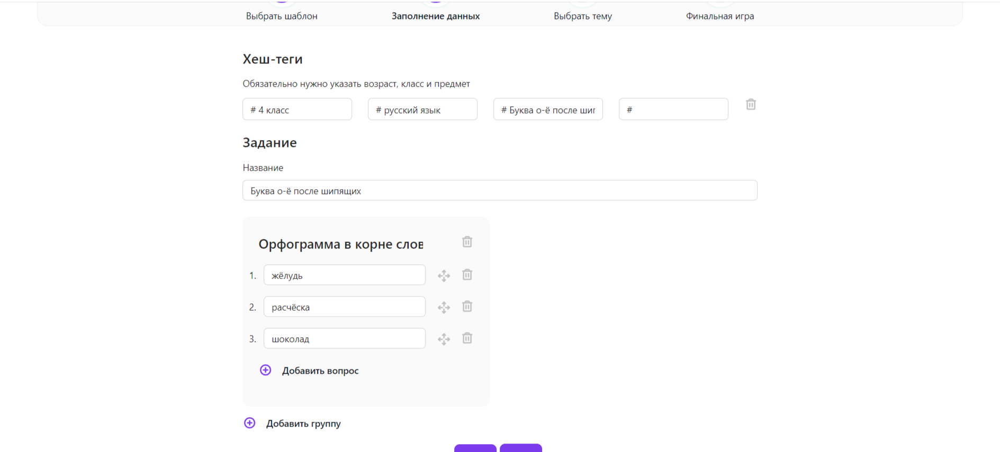 Выбрать шаблон
Заполнение данных
Выбрать тему
Финальная игра
Хеш-теги
Обязательно нужно указать возраст, класс и предмет
# 4 класс
# русский язык
# Буква о-ё после шип
#
Задание
Название
Буква о-ё после шипящих
Орфограмма в корне слов
1. жёлудь
2. расчёска
3. шоколад
Добавить вопрос
Добавить группу